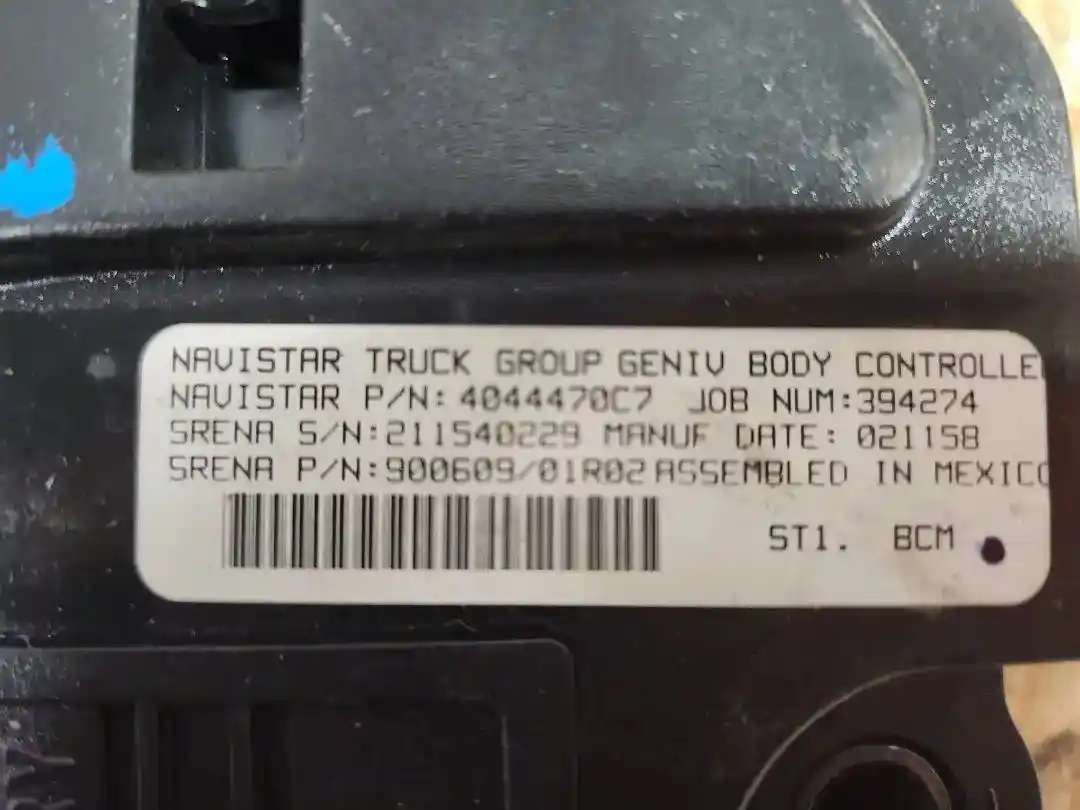 NAVISTAR TRUCK GROUP GENIV BODY CONTROLLE
NAVISTAR P/N: 4044470C7 JOB NUM:394274
SRENA S/N:211540229 MANUF DATE: 021158
SRENA P/N:900609/01R02 ASSEMBLED IN MEXICO
ST1. BCM